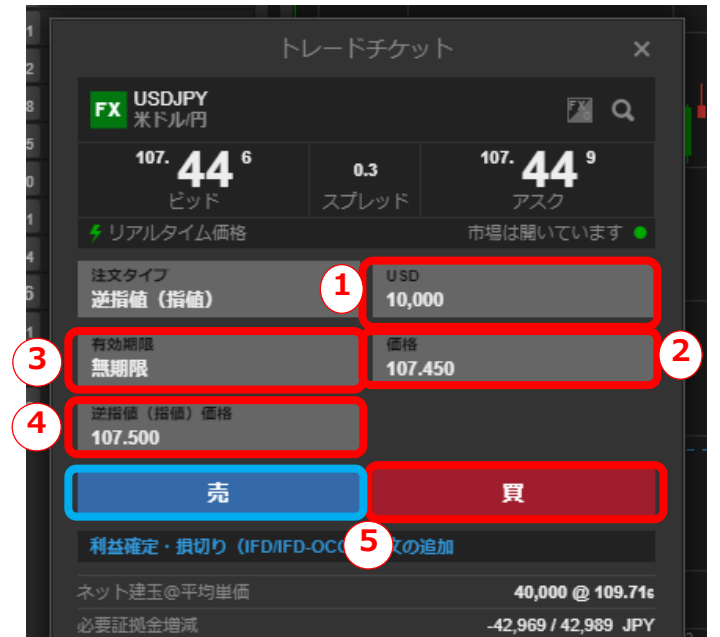 トレードチケット ×
FX USDJPY
米ドル/円
107. 44 6
ビッド
0.3
スプレッド
107. 44 9
アスク
リアルタイム価格
市場は開いています
注文タイプ
逆指値（指値）
1
USD
10,000
3
有効期限
無期限
価格
107.450
2
4
逆指値（指値）価格
107.500
売
買
5
利益確定・損切り（IFD/IFD-OCO 文の追加
ネット建玉@平均単価
40,000 @ 109.716
必要証拠金増減
-42,969 / 42,989 JPY